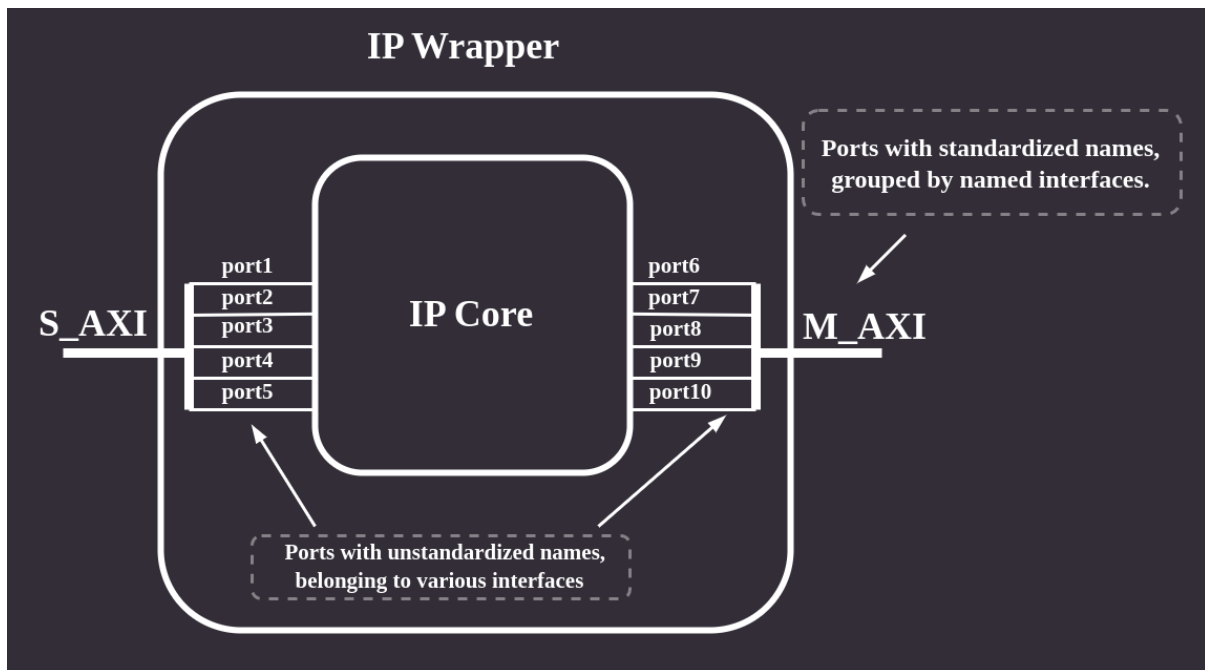 IP Wrapper
Ports with standardized names,
grouped by named interfaces.
port1
port2
port3
port4
port5
S_AXI
IP Core
port6
port7
port8
port9
port10
M_AXI
Ports with unstandardized names,
belonging to various interfaces